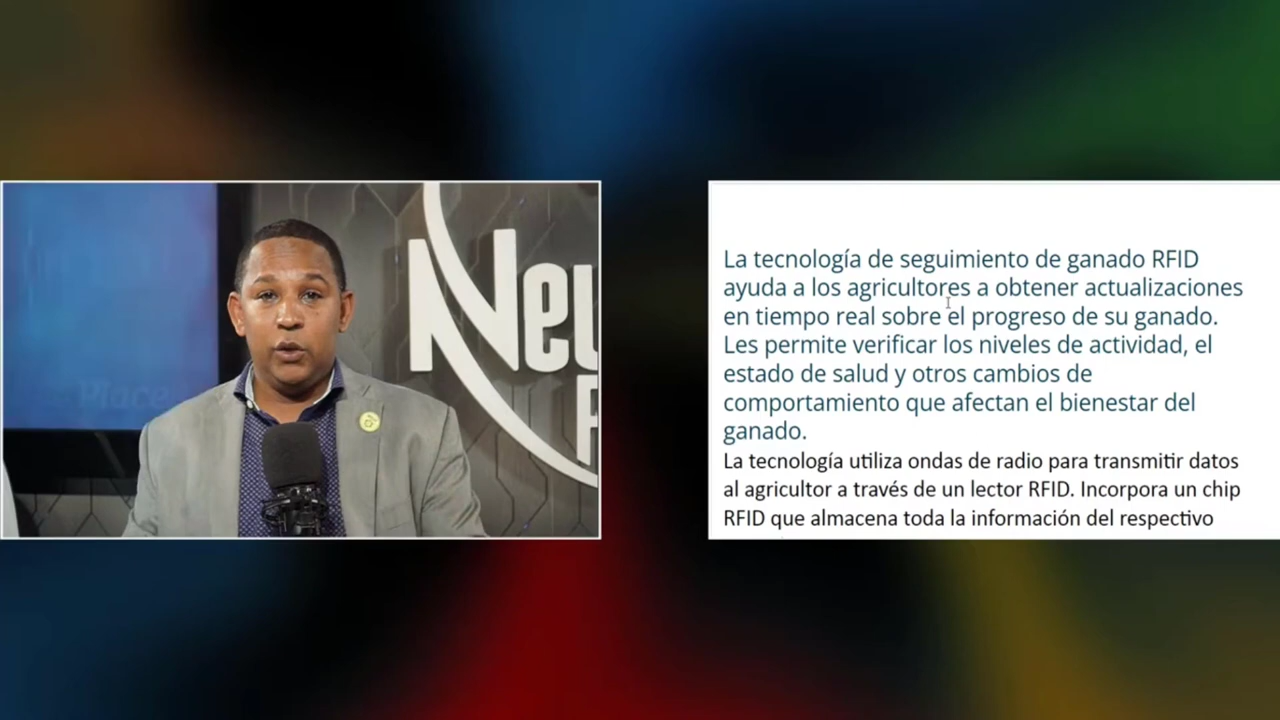 Neu
La tecnología de seguimiento de ganado RFID
ayuda a los agricultores a obtener actualizaciones
en tiempo real sobre el progreso de su ganado.
Les permite verificar los niveles de actividad, el
estado de salud y otros cambios de
comportamiento que afectan el bienestar del
ganado.
La tecnología utiliza ondas de radio para transmitir datos
al agricultor a través de un lector RFID. Incorpora un chip
RFID que almacena toda la información del respectivo